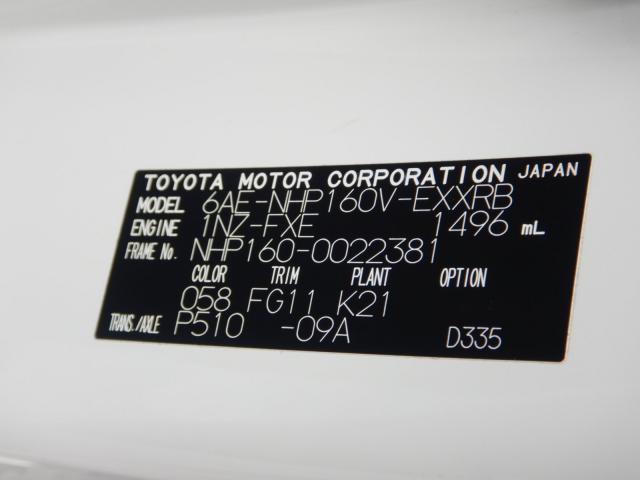 TOYOTA MOTOR CORPORATION JAPAN
MODEL 6AE-NHP160V-EXXRB
ENGINE 1NZ-FXE 1496 mL
FRAME No. NHP160-0022381
COLOR TRIM PLANT OPTION
058 FG11 K21
TRANS./AXLE P510 -09A D335